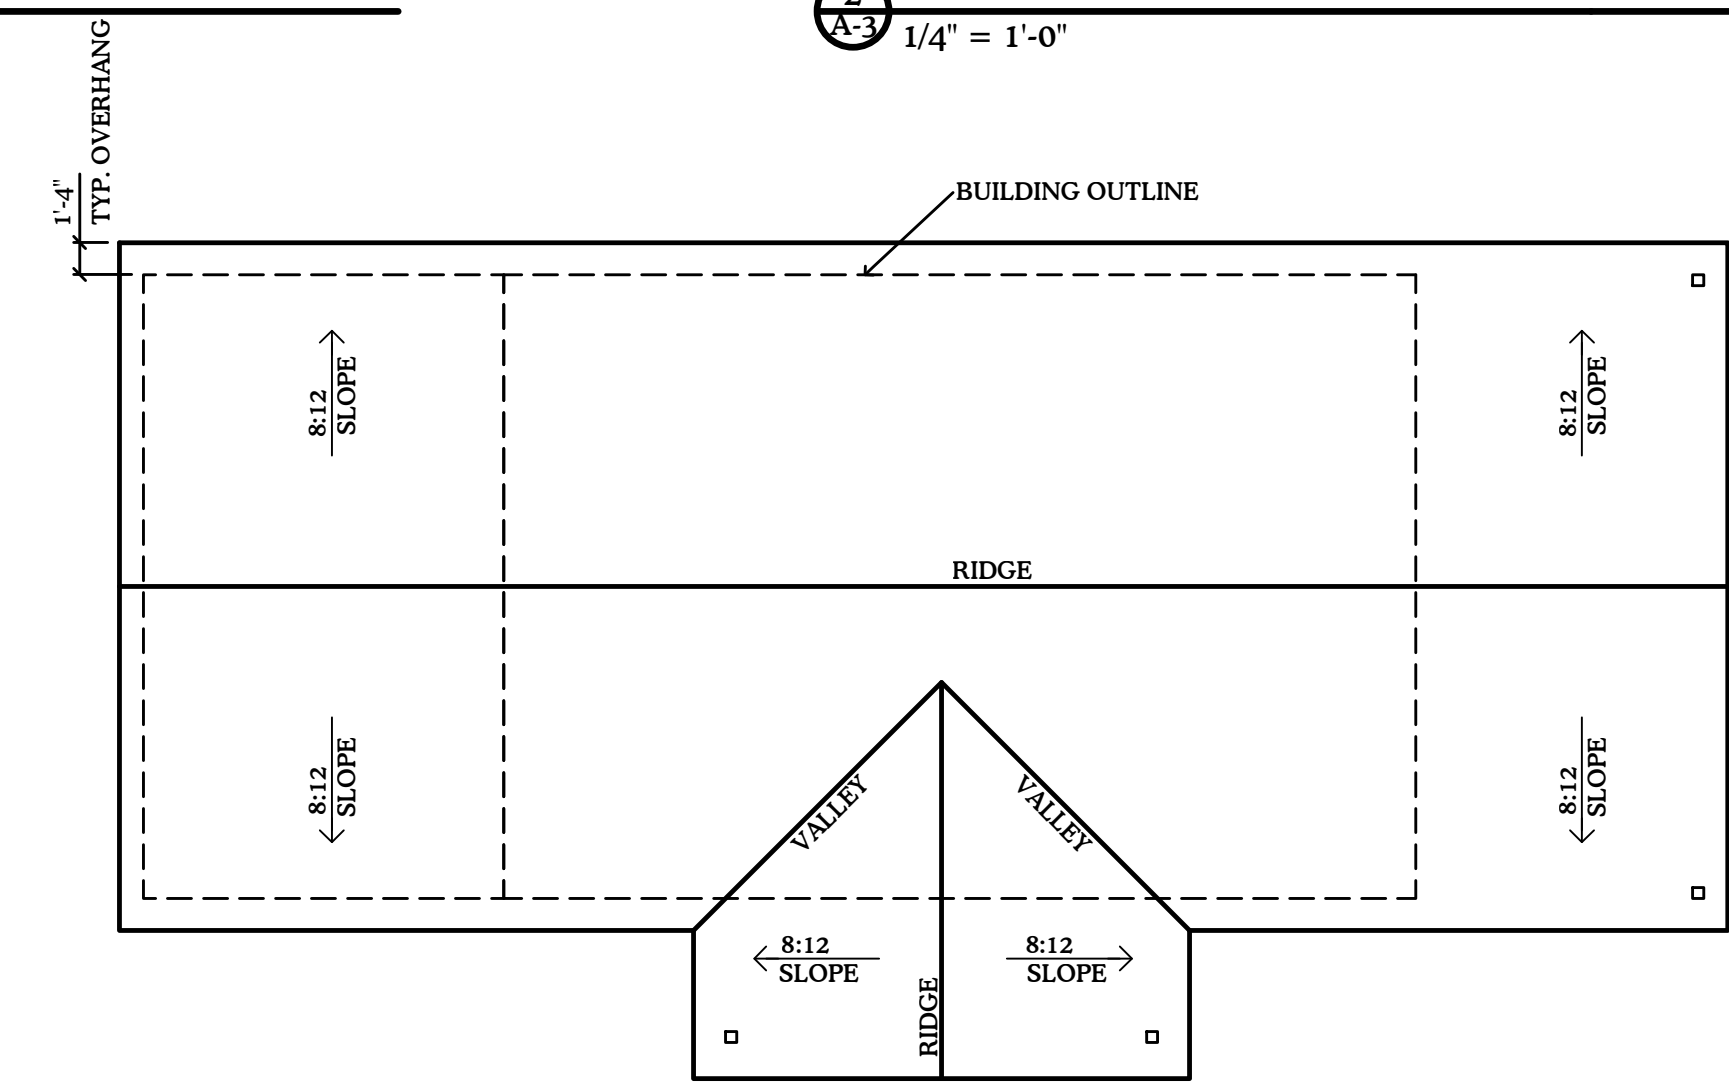 2
A-3
1/4" = 1'-0"
1'-4"
TYP. OVERHANG
BUILDING OUTLINE
8:12
SLOPE
8:12
SLOPE
RIDGE
8:12
SLOPE
VALLEY
VALLEY
8:12
SLOPE
8:12
SLOPE
8:12
SLOPE
RIDGE